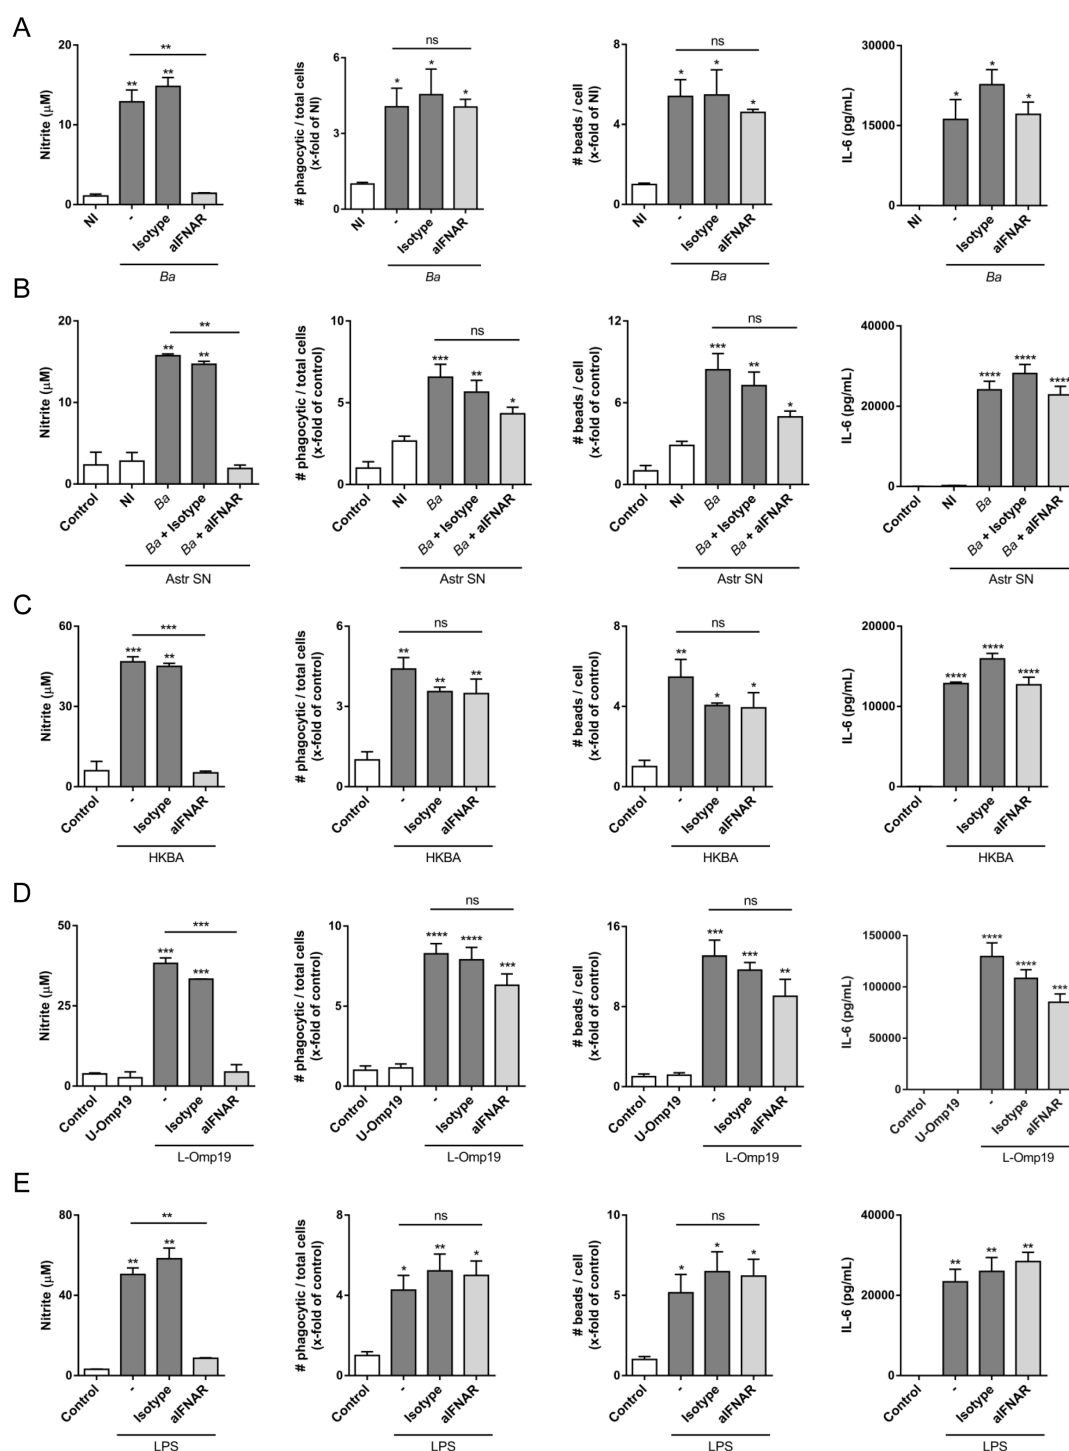 A
Nitrite (µM)
20
10
0
**
**
**
NI
-
Isotype
aIFNAR
Ba
# phagocytic / total cells
(x-fold of NI)
6
3
0
ns
*
*
*
NI
-
Isotype
aIFNAR
Ba
# beads / cell
(x-fold of NI)
8
4
0
ns
*
*
*
NI
-
Isotype
aIFNAR
Ba
IL-6 (pg/mL)
30000
15000
0
*
*
*
NI
-
Isotype
aIFNAR
Ba
B
Nitrite (µM)
20
10
0
**
**
**
Control
NI
Ba
Ba + Isotype
Ba + aIFNAR
Astr SN
# phagocytic / total cells
(x-fold of control)
10
5
0
ns
***
**
*
Control
NI
Ba
Ba + Isotype
Ba + aIFNAR
Astr SN
# beads / cell
(x-fold of control)
12
6
0
ns
***
**
*
Control
NI
Ba
Ba + Isotype
Ba + aIFNAR
Astr SN
IL-6 (pg/mL)
40000
20000
0
****
****
****
Control
NI
Ba
Ba + Isotype
Ba + aIFNAR
Astr SN
C
Nitrite (µM)
60
30
0
***
***
**
Control
-
Isotype
aIFNAR
HKBA
# phagocytic / total cells
(x-fold of control)
6
3
0
ns
**
**
**
Control
-
Isotype
aIFNAR
HKBA
# beads / cell
(x-fold of control)
8
4
0
ns
**
*
*
Control
-
Isotype
aIFNAR
HKBA
IL-6 (pg/mL)
20000
10000
0
****
****
****
Control
-
Isotype
aIFNAR
HKBA
D
Nitrite (µM)
50
25
0
***
***
***
Control
U-Omp19
-
Isotype
aIFNAR
L-Omp19
# phagocytic / total cells
(x-fold of control)
10
5
0
ns
****
****
***
Control
U-Omp19
-
Isotype
aIFNAR
L-Omp19
# beads / cell
(x-fold of control)
16
8
0
ns
***
***
**
Control
U-Omp19
-
Isotype
aIFNAR
L-Omp19
IL-6 (pg/mL)
150000
100000
50000
0
****
****
***
Control
U-Omp19
-
Isotype
aIFNAR
L-Omp19
E
Nitrite (µM)
80
40
0
**
**
**
Control
-
Isotype
aIFNAR
LPS
# phagocytic / total cells
(x-fold of control)
8
4
0
ns
*
**
*
Control
-
Isotype
aIFNAR
LPS
# beads / cell
(x-fold of control)
10
5
0
ns
*
*
*
Control
-
Isotype
aIFNAR
LPS
IL-6 (pg/mL)
40000
20000
0
**
**
**
Control
-
Isotype
aIFNAR
LPS